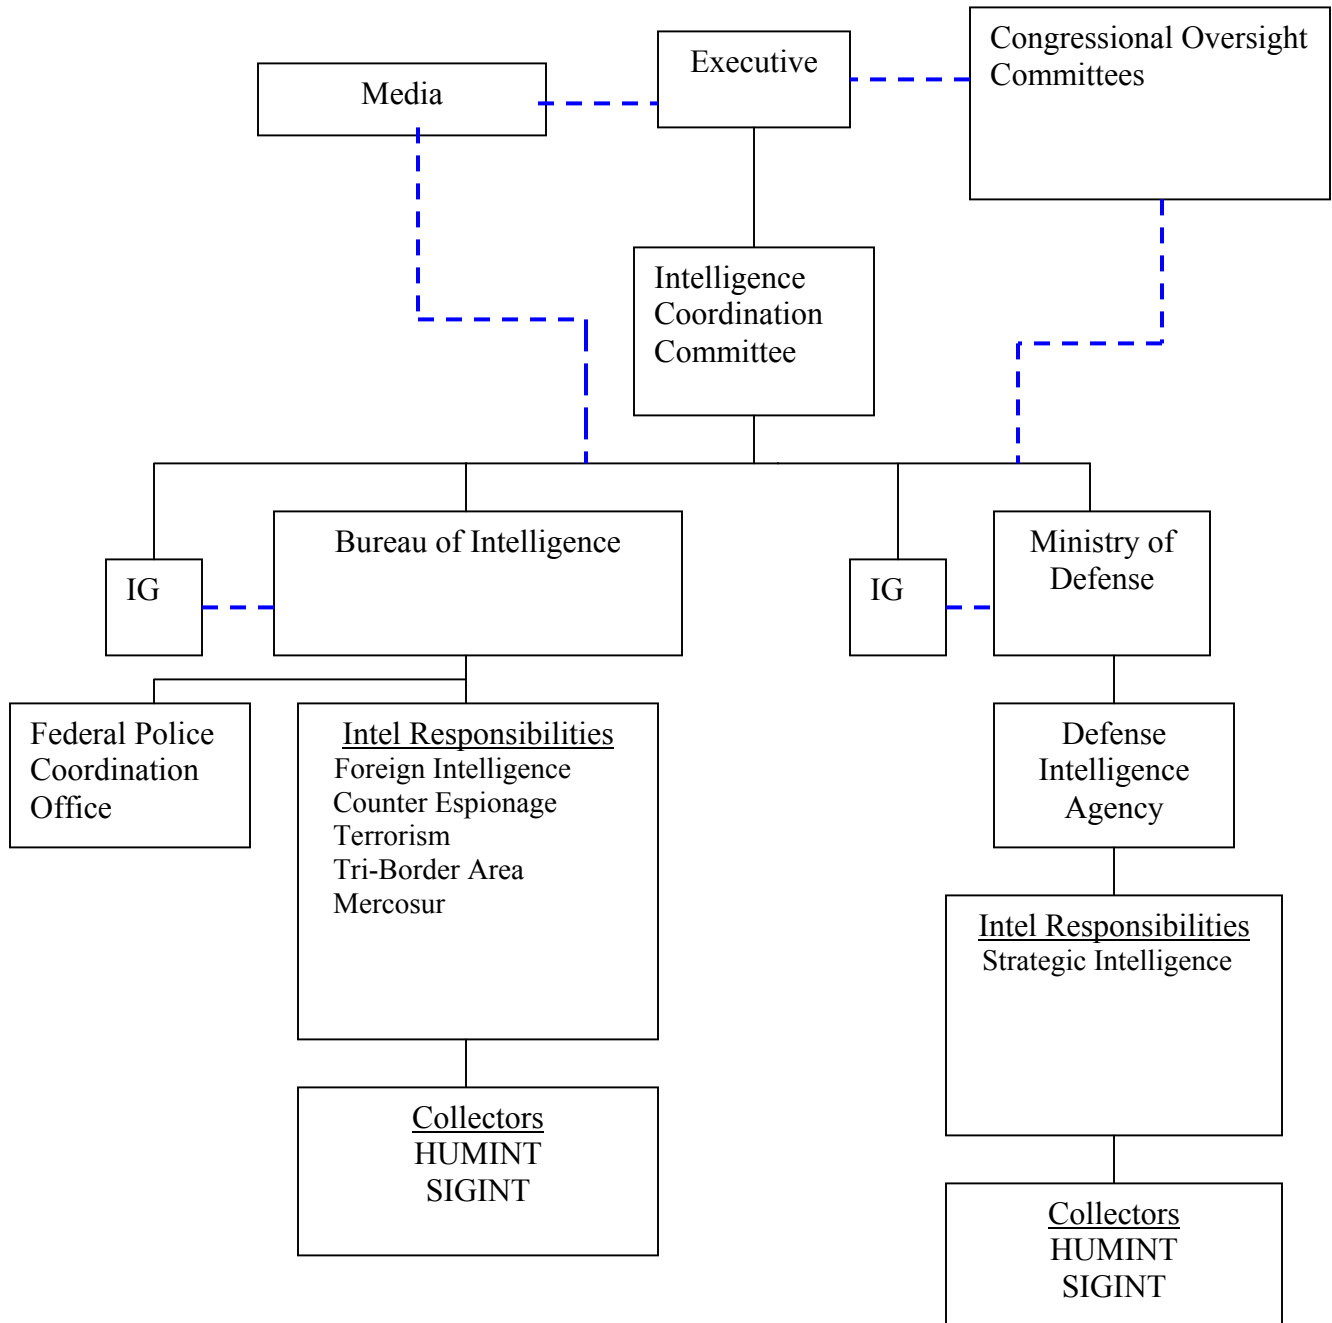 Media
Executive
Congressional Oversight
Committees
Intelligence
Coordination
Committee
IG
Bureau of Intelligence
IG
Ministry of
Defense
Federal Police
Coordination
Office
Intel Responsibilities
Foreign Intelligence
Counter Espionage
Terrorism
Tri-Border Area
Mercosur
Defense
Intelligence
Agency
Intel Responsibilities
Strategic Intelligence
Collectors
HUMINT
SIGINT
Collectors
HUMINT
SIGINT